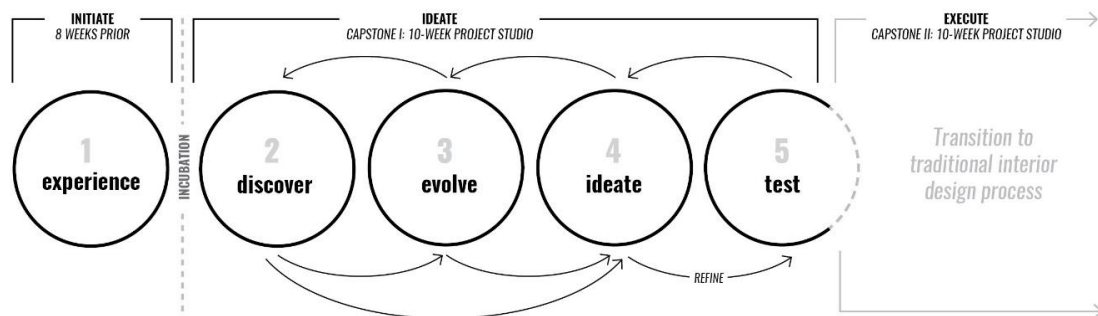 INITIATE
8 WEEKS PRIOR
IDEATE
CAPSTONE I: 10-WEEK PROJECT STUDIO
EXECUTE
CAPSTONE II: 10-WEEK PROJECT STUDIO
1
experience
INCUBATION
2
discover
3
evolve
4
ideate
5
test
Transition to
traditional interior
design process
REFINE